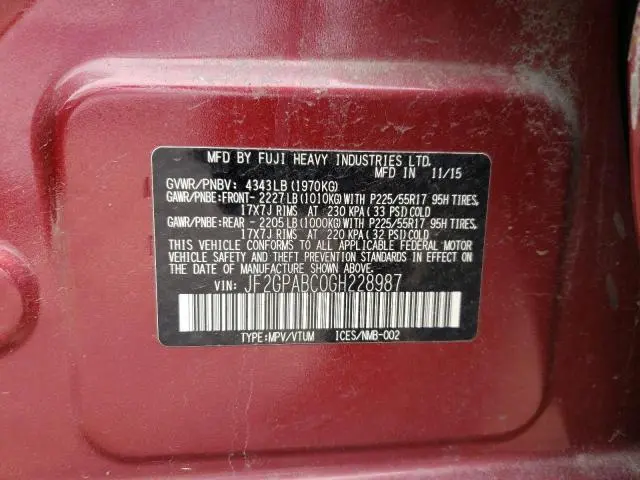 MFD BY FUJI HEAVY INDUSTRIES LTD.
MFD IN 11/15
GVWR/PNBV: 4343LB(1970KG)
GAWR/PNBE:FRONT- 2227LB(1010KG)WITH P225/55R17 95H TIRES,
17X7J RIMS AT 230 KPA(33 PSI)COLD
GAWR/PNBE:REAR - 2205LB(1000KG)WITH P225/55R17 95H TIRES,
17X7J RIMS AT 220 KPA(32 PSI)COLD
THIS VEHICLE CONFORMS TO ALL APPLICABLE FEDERAL MOTOR
VEHICLE SAFETY AND THEFT PREVENTION STANDARDS IN EFFECT
ON THE DATE OF MANUFACTURE SHOWN ABOVE.
VIN: JF2GPABC0GH228987
TYPE:MPV/VTUM ICES/NMB-002